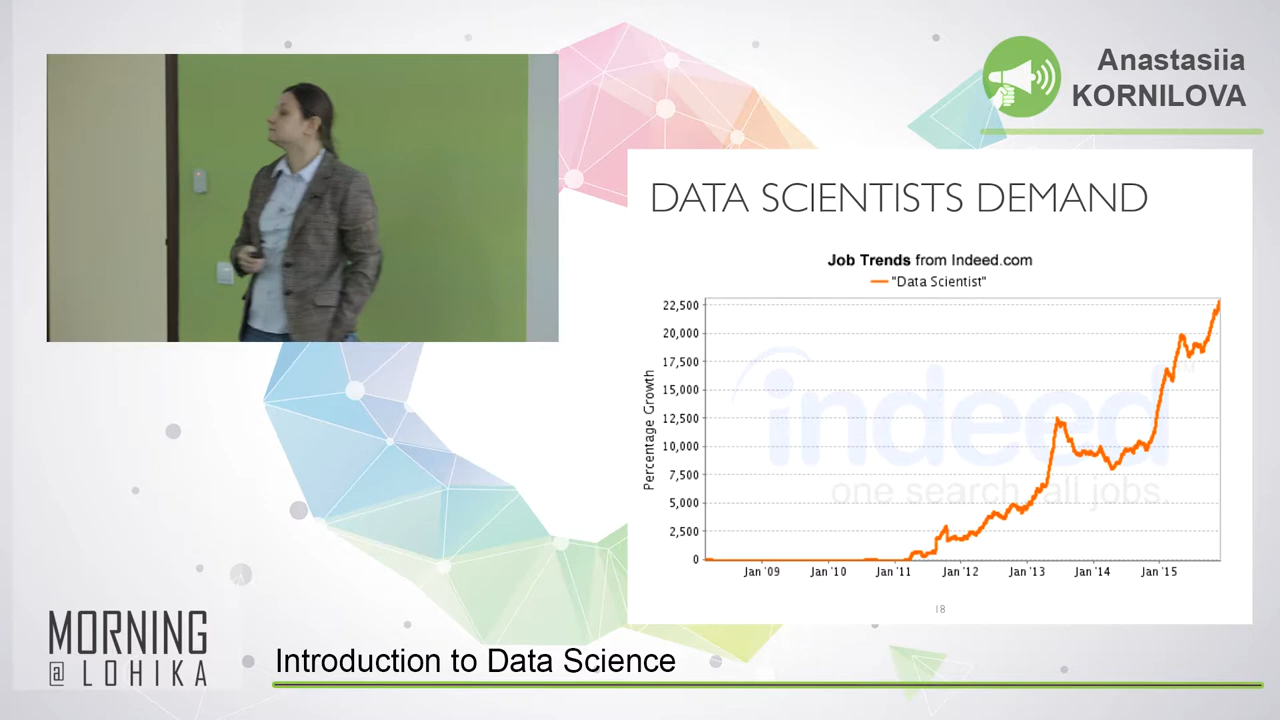 Anastasiia
KORNILOVA
DATA SCIENTISTS DEMAND
Job Trends from Indeed.com
"Data Scientist"
Percentage Growth
22,500
20,000
17,500
15,000
12,500
10,000
7,500
5,000
2,500
0
indeed
TM
one search. all jobs.
Jan '09 Jan '10 Jan '11 Jan '12 Jan '13 Jan '14 Jan '15
18
MORNING
@ LOHIKA
Introduction to Data Science